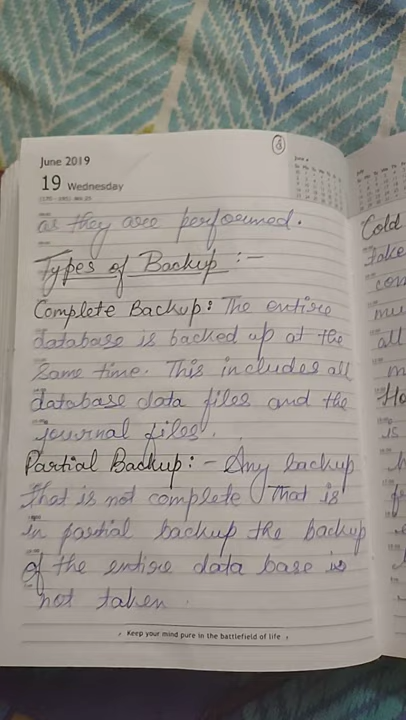 8
June 2019
19 Wednesday
as they are performed.
Types of Backup :-
Complete Backup: The entire
database is backed up at the
same time. This includes all
database data files and the
journal files.
Partial Backup: - Any backup
that is not complete that is
in partial backup the backup
of the entire data base is
not taken.
Keep your mind pure in the battlefield of life
Cold
take
con
mu
all
m
Ho
is